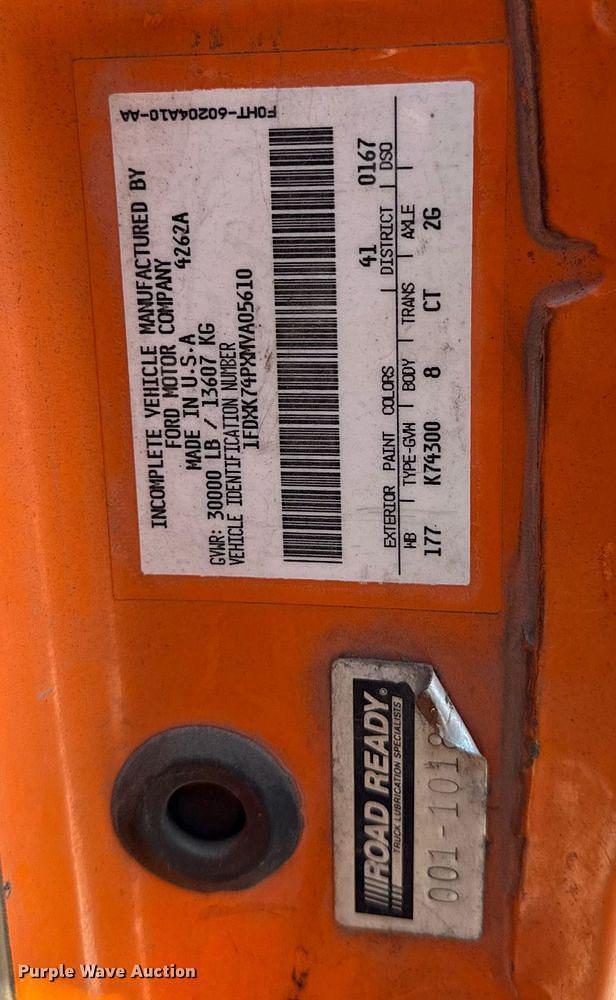 F0HT-60204A10-AA
INCOMPLETE VEHICLE MANUFACTURED BY
FORD MOTOR COMPANY
MADE IN U.S.A 4262A
GVWR: 30000 LB / 13607 KG
VEHICLE IDENTIFICATION NUMBER
1FDXK74PXMVA05610
41 0167
EXTERIOR PAINT COLORS DISTRICT DSO
WB TYPE-GVW BODY TRANS AXLE
177 K74300 8 CT 2G
ROAD READY®
TRUCK LUBRICATION SPECIALISTS
001-1018
Purple Wave Auction